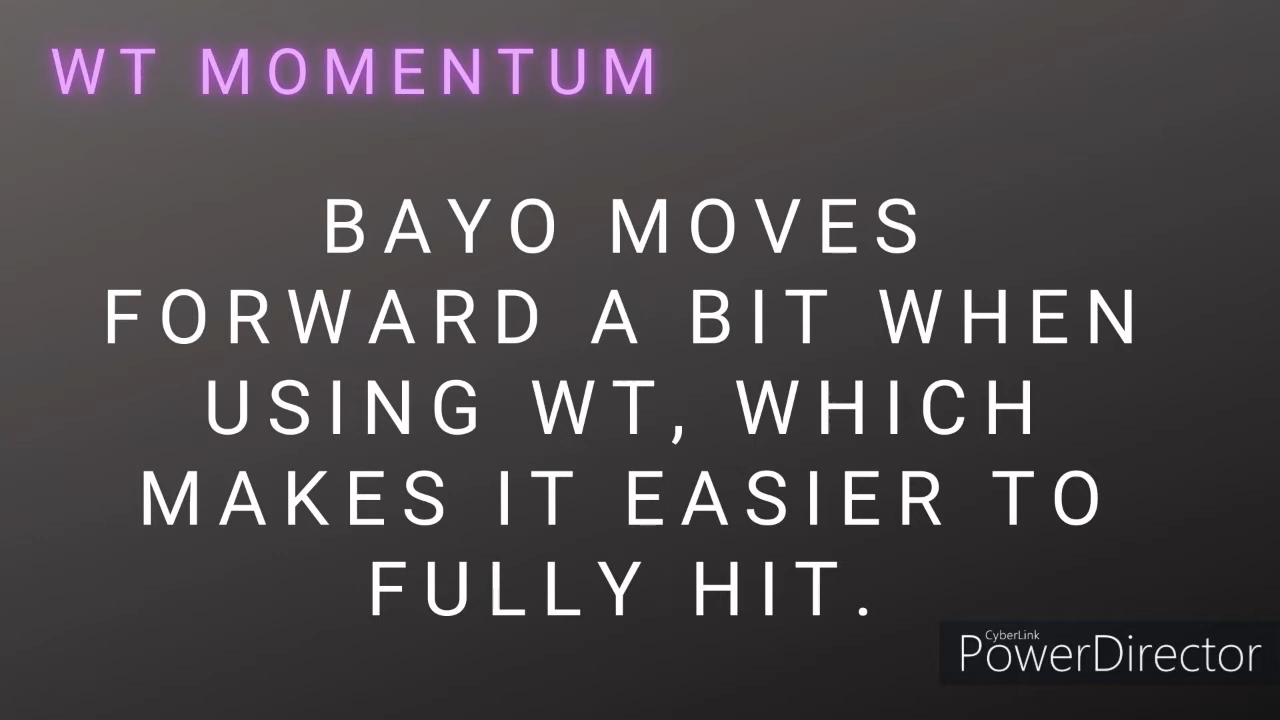 WT MOMENTUM
BAYO MOVES
FORWARD A BIT WHEN
USING WT, WHICH
MAKES IT EASIER TO
FULLY HIT.
CyberLink
PowerDirector